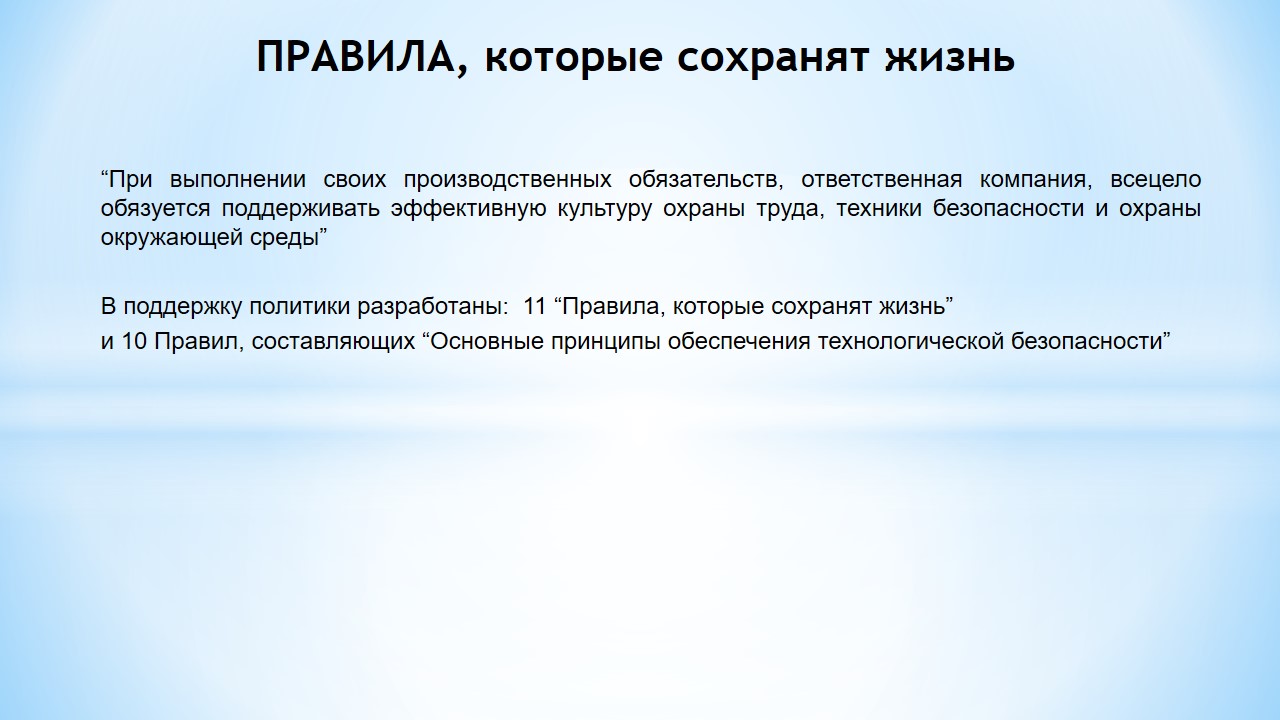 ПРАВИЛА, которые сохранят жизнь
“При выполнении своих производственных обязательств, ответственная компания, всецело
обязуется поддерживать эффективную культуру охраны труда, техники безопасности и охраны
окружающей среды”
В поддержку политики разработаны:  11 “Правила, которые сохранят жизнь”
и 10 Правил, составляющих “Основные принципы обеспечения технологической безопасности”